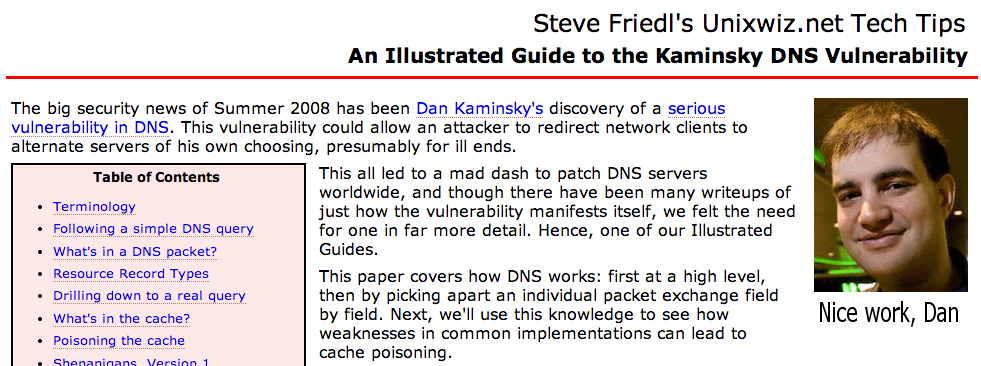 Steve Friedl's Unixwiz.net Tech Tips
An Illustrated Guide to the Kaminsky DNS Vulnerability
The big security news of Summer 2008 has been Dan Kaminsky's discovery of a serious
vulnerability in DNS. This vulnerability could allow an attacker to redirect network clients to
alternate servers of his own choosing, presumably for ill ends.
Table of Contents
• Terminology
• Following a simple DNS query
• What's in a DNS packet?
• Resource Record Types
• Drilling down to a real query
• What's in the cache?
• Poisoning the cache
• Shenanigans, Version 1
This all led to a mad dash to patch DNS servers
worldwide, and though there have been many writeups of
just how the vulnerability manifests itself, we felt the need
for one in far more detail. Hence, one of our Illustrated
Guides.
This paper covers how DNS works: first at a high level,
then by picking apart an individual packet exchange field
by field. Next, we'll use this knowledge to see how
weaknesses in common implementations can lead to
cache poisoning.
Nice work, Dan